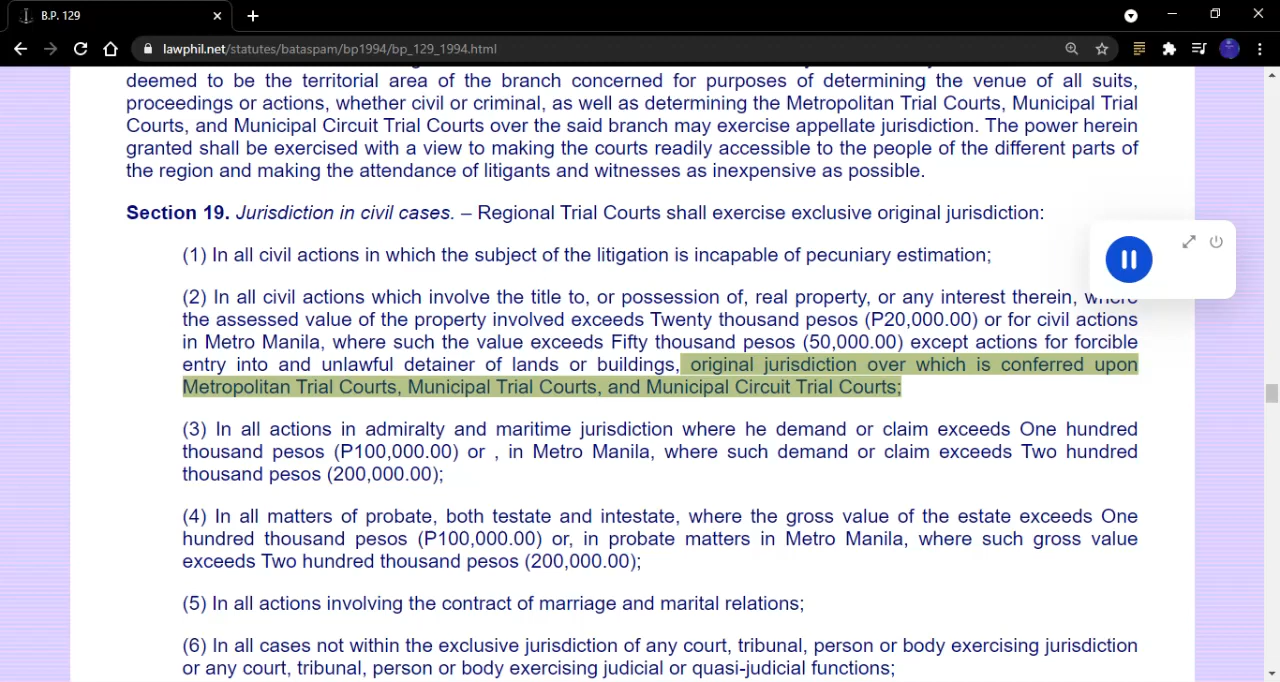 B.P. 129
lawphil.net/statutes/bataspam/bp1994/bp_129_1994.html
deemed to be the territorial area of the branch concerned for purposes of determining the venue of all suits,
proceedings or actions, whether civil or criminal, as well as determining the Metropolitan Trial Courts, Municipal Trial
Courts, and Municipal Circuit Trial Courts over the said branch may exercise appellate jurisdiction. The power herein
granted shall be exercised with a view to making the courts readily accessible to the people of the different parts of
the region and making the attendance of litigants and witnesses as inexpensive as possible.
Section 19. Jurisdiction in civil cases. – Regional Trial Courts shall exercise exclusive original jurisdiction:
(1) In all civil actions in which the subject of the litigation is incapable of pecuniary estimation;
(2) In all civil actions which involve the title to, or possession of, real property, or any interest therein, where
the assessed value of the property involved exceeds Twenty thousand pesos (P20,000.00) or for civil actions
in Metro Manila, where such the value exceeds Fifty thousand pesos (50,000.00) except actions for forcible
entry into and unlawful detainer of lands or buildings, original jurisdiction over which is conferred upon
Metropolitan Trial Courts, Municipal Trial Courts, and Municipal Circuit Trial Courts;
(3) In all actions in admiralty and maritime jurisdiction where he demand or claim exceeds One hundred
thousand pesos (P100,000.00) or , in Metro Manila, where such demand or claim exceeds Two hundred
thousand pesos (200,000.00);
(4) In all matters of probate, both testate and intestate, where the gross value of the estate exceeds One
hundred thousand pesos (P100,000.00) or, in probate matters in Metro Manila, where such gross value
exceeds Two hundred thousand pesos (200,000.00);
(5) In all actions involving the contract of marriage and marital relations;
(6) In all cases not within the exclusive jurisdiction of any court, tribunal, person or body exercising jurisdiction
or any court, tribunal, person or body exercising judicial or quasi-judicial functions;